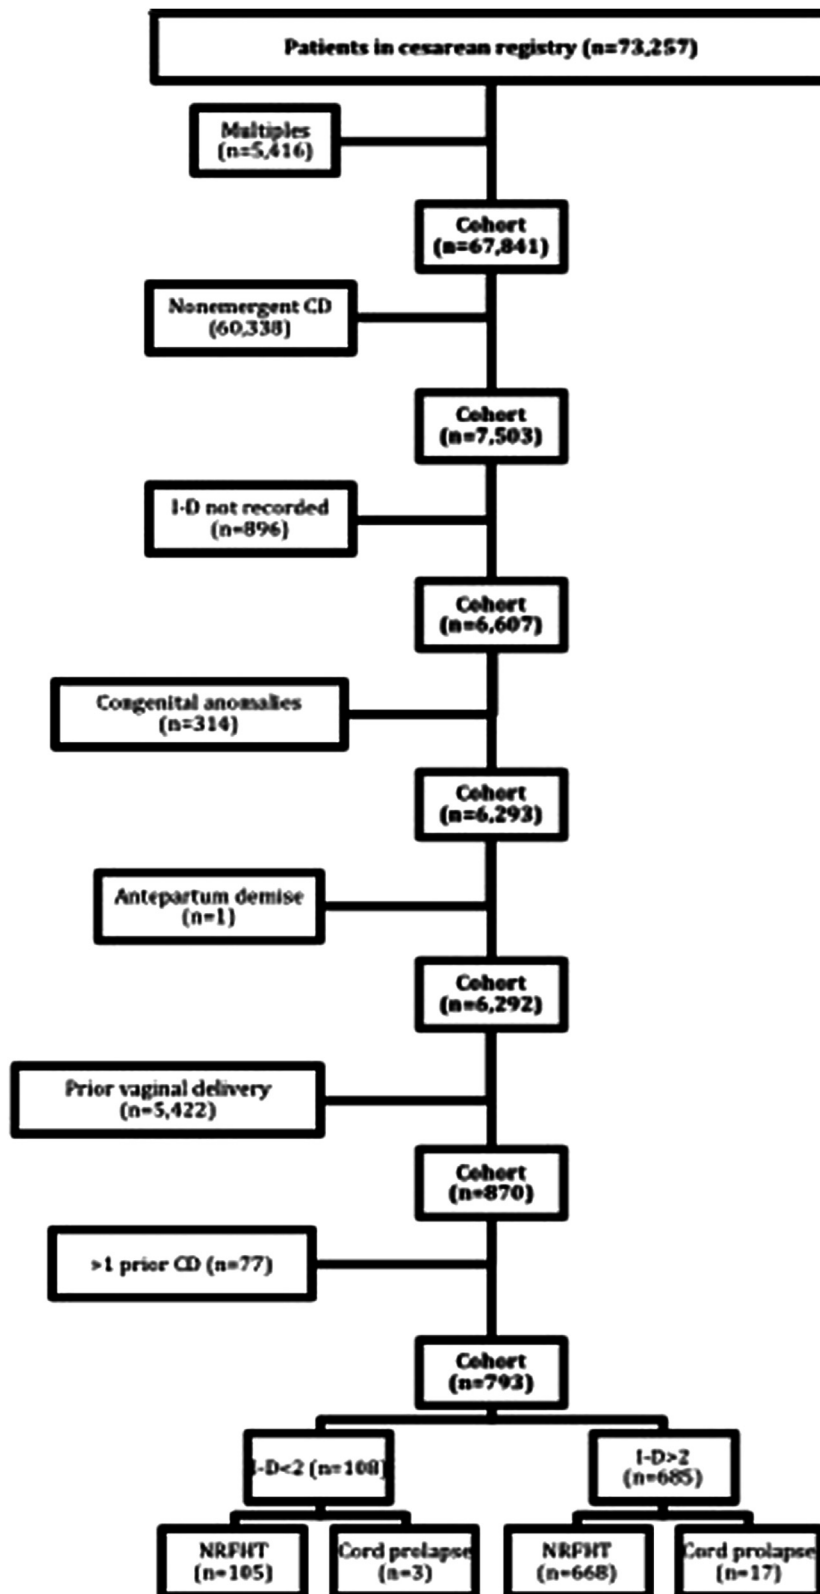 Patients in cesarean registry (n=73,257)
Multiples
(n=5,416)
Cohort
(n=67,841)
Nonemergent CD
(60,338)
Cohort
(n=7,503)
I-D not recorded
(n=896)
Cohort
(n=6,607)
Congenital anomalies
(n=314)
Cohort
(n=6,293)
Antepartum demise
(n=1)
Cohort
(n=6,292)
Prior vaginal delivery
(n=5,422)
Cohort
(n=870)
>1 prior CD (n=77)
Cohort
(n=793)
I-D<2 (n=108)
I-D>2
(n=685)
NRFHT
(n=105)
Cord prolapse
(n=3)
NRFHT
(n=668)
Cord prolapse
(n=17)